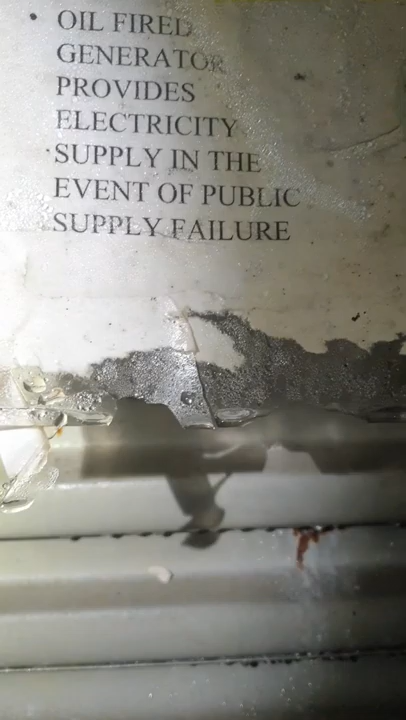 • OIL FIRED
GENERATOR
PROVIDES
ELECTRICITY
SUPPLY IN THE
EVENT OF PUBLIC
SUPPLY FAILURE